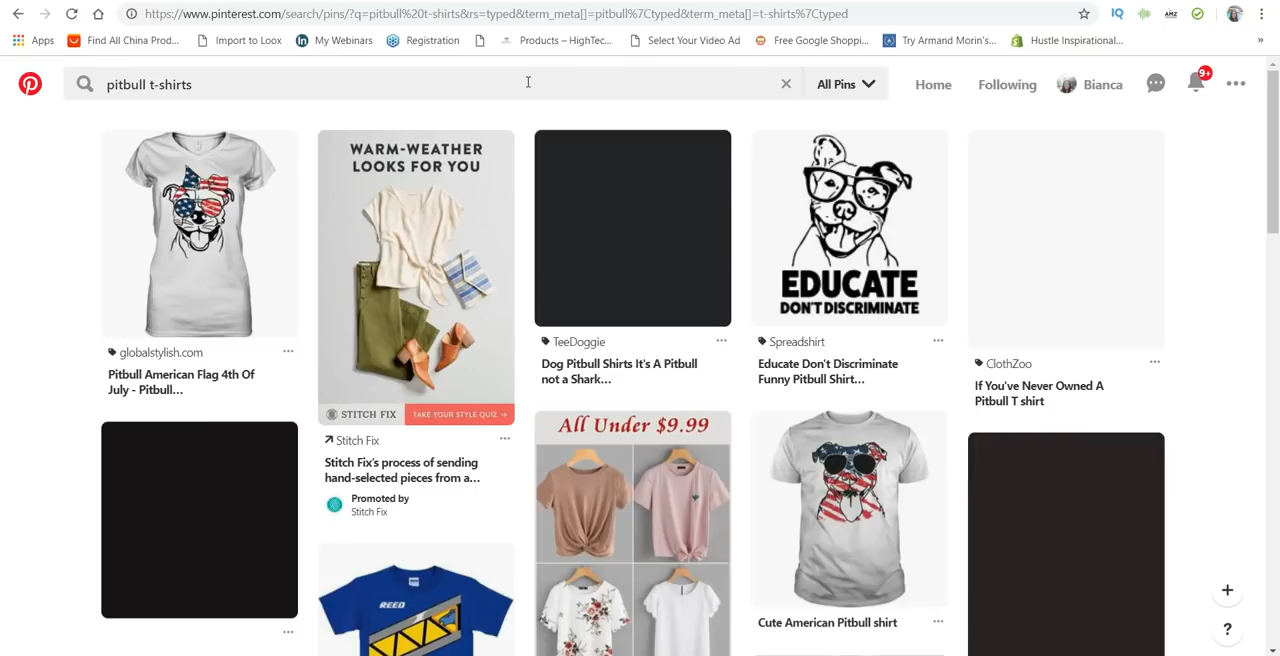 https://www.pinterest.com/search/pins/?q=pitbull%20t-shirts&rs=typed&term_meta[]=pitbull%7Ctyped&term_meta[]=t-shirts%7Ctyped
IQ
AMZ
Apps
Find All China Prod...
Import to Loox
My Webinars
Registration
Products – HighTec...
Select Your Video Ad
Free Google Shoppi...
Try Armand Morin's...
Hustle Inspirational...
»
pitbull t-shirts
All Pins
Home
Following
Bianca
9+
WARM-WEATHER
LOOKS FOR YOU
STITCH FIX
TAKE YOUR STYLE QUIZ →
EDUCATE
DON'T DISCRIMINATE
globalstylish.com
Pitbull American Flag 4th Of
July - Pitbull...
Stitch Fix
Stitch Fix's process of sending
hand-selected pieces from a...
Promoted by
Stitch Fix
REED
TeeDoggie
Dog Pitbull Shirts It's A Pitbull
not a Shark...
All Under $9.99
Spreadshirt
Educate Don't Discriminate
Funny Pitbull Shirt...
Cute American Pitbull shirt
ClothZoo
If You've Never Owned A
Pitbull T shirt
+
?